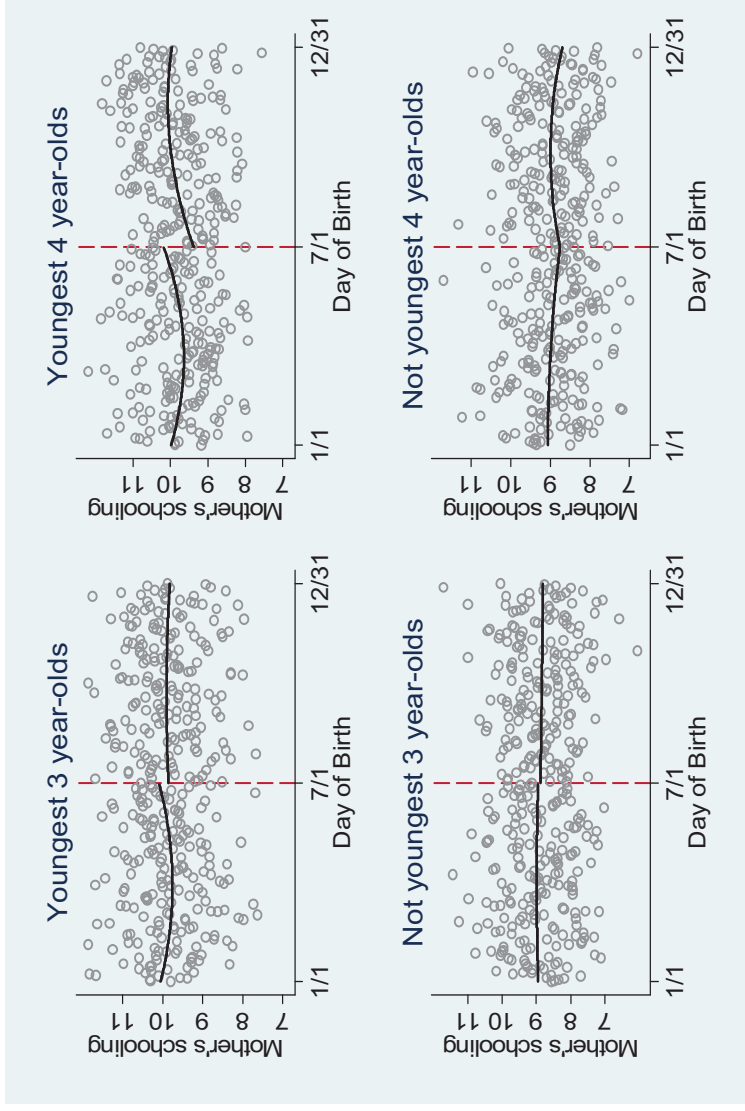 Youngest 3 year-olds
Mother's schooling
11
10
9
8
7
1/1
7/1
12/31
Day of Birth
Youngest 4 year-olds
Mother's schooling
11
10
9
8
7
1/1
7/1
12/31
Day of Birth
Not youngest 3 year-olds
Mother's schooling
11
10
9
8
7
1/1
7/1
12/31
Day of Birth
Not youngest 4 year-olds
Mother's schooling
11
10
9
8
7
1/1
7/1
12/31
Day of Birth